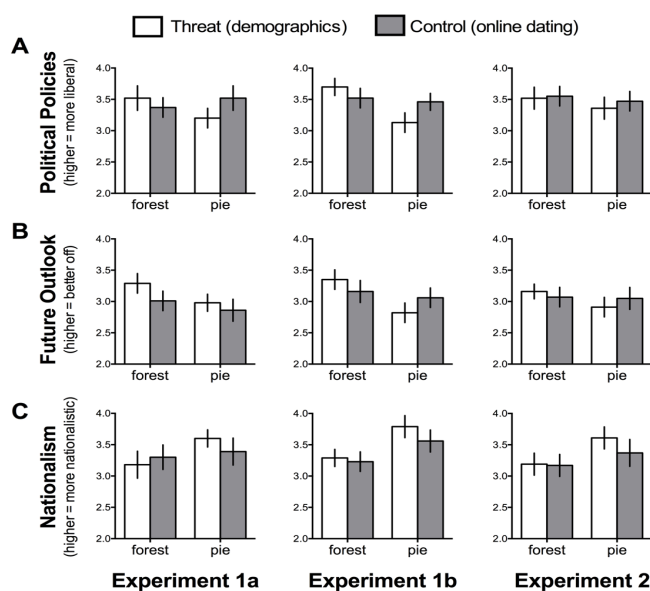 Threat (demographics) Control (online dating)
A
Political Policies
(higher = more liberal)
4.0 4.0 4.0
3.5 3.5 3.5
3.0 3.0 3.0
2.5 2.5 2.5
2.0 2.0 2.0
forest pie forest pie forest pie
B
Future Outlook
(higher = better off)
4.0 4.0 4.0
3.5 3.5 3.5
3.0 3.0 3.0
2.5 2.5 2.5
2.0 2.0 2.0
forest pie forest pie forest pie
C
Nationalism
(higher = more nationalistic)
4.0 4.0 4.0
3.5 3.5 3.5
3.0 3.0 3.0
2.5 2.5 2.5
2.0 2.0 2.0
forest pie forest pie forest pie
Experiment 1a Experiment 1b Experiment 2